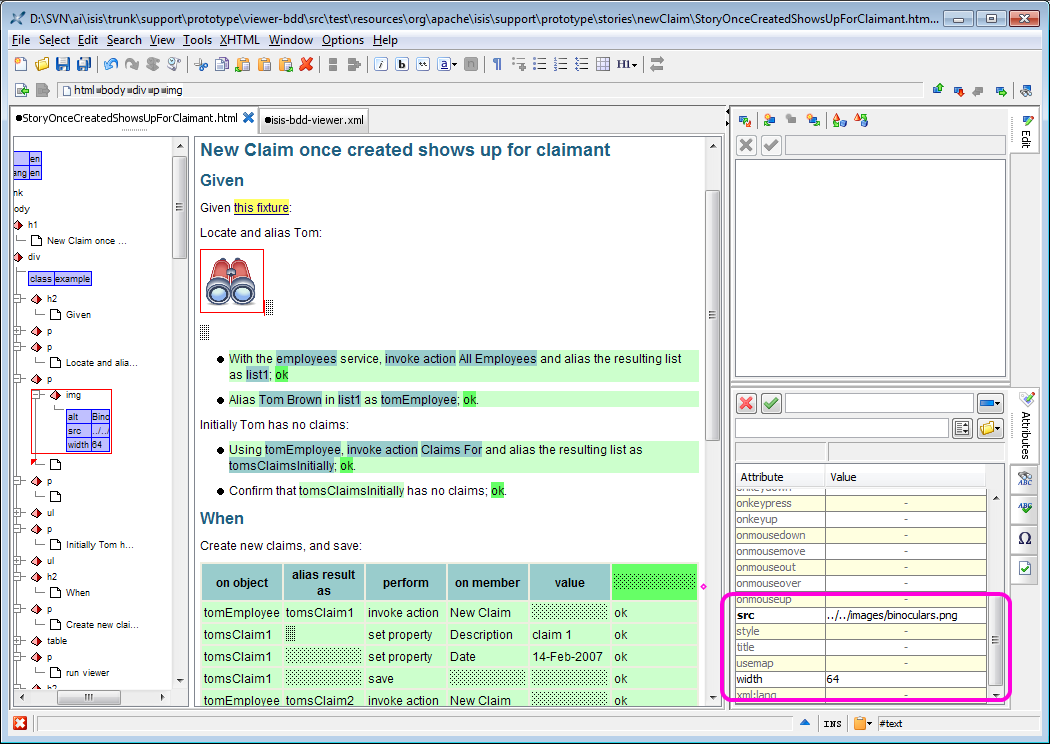 D:\SVN\ai\isis\trunk\support\prototype\viewer-bdd\src\test\resources\org\apache\isis\support\prototype\stories\newClaim\StoryOnceCreatedShowsUpForClaimant.htm...
File Select Edit Search View Tools XHTML Window Options Help
i b a H1
html body div p img
StoryOnceCreatedShowsUpForClaimant.html
isis-bdd-viewer.xml
en
ang en
nk
ody
h1
New Claim once ...
div
class example
h2
Given
p
p
Locate and alia...
p
img
alt Binc
src ../../
width 64
p
ul
p
Initially Tom h...
ul
h2
When
p
Create new clai...
table
p
run viewer
h2
New Claim once created shows up for claimant
Given
Given this fixture:
Locate and alias Tom:
With the employees service, invoke action All Employees and alias the resulting list
as list1; ok
Alias Tom Brown in list1 as tomEmployee; ok.
Initially Tom has no claims:
Using tomEmployee, invoke action Claims For and alias the resulting list as
tomsClaimsInitially; ok.
Confirm that tomsClaimsInitially has no claims; ok.
When
Create new claims, and save:
on object alias result as perform on member value
tomEmployee tomsClaim1 invoke action New Claim ok
tomsClaim1 set property Description claim 1 ok
tomsClaim1 set property Date 14-Feb-2007 ok
tomsClaim1 save ok
tomEmployee tomsClaim2 invoke action New Claim ok
Edit
Attributes
ABC
ABC
Ω
Attribute Value
onkeydown -
onkeypress -
onkeyup -
onmousedown -
onmousemove -
onmouseout -
onmouseover -
onmouseup -
src ../../images/binoculars.png
style -
title -
usemap -
width 64
xml:lang -
INS #text